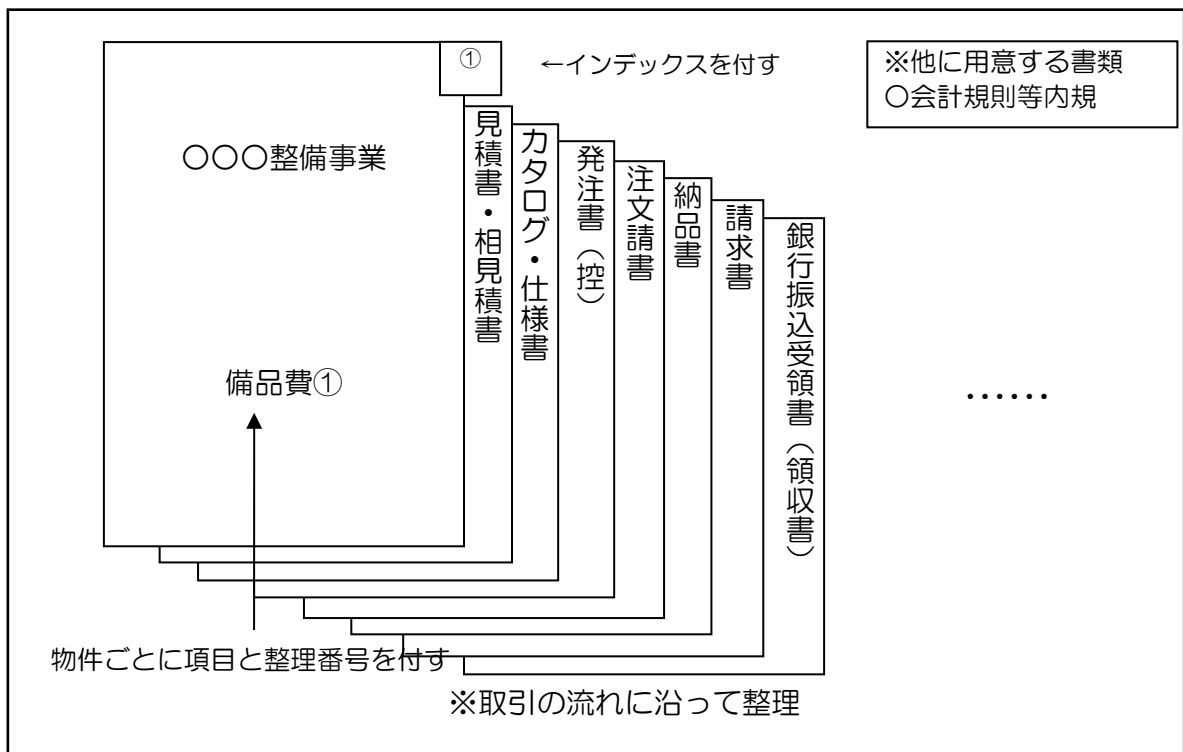 ①
←インデックスを付す
※他に用意する書類
〇会計規則等内規
〇〇〇整備事業
備品費①
見積書・相見積書
カタログ・仕様書
発注書（控）
注文請書
納品書
請求書
銀行振込受領書（領収書）
……
物件ごとに項目と整理番号を付す
※取引の流れに沿って整理